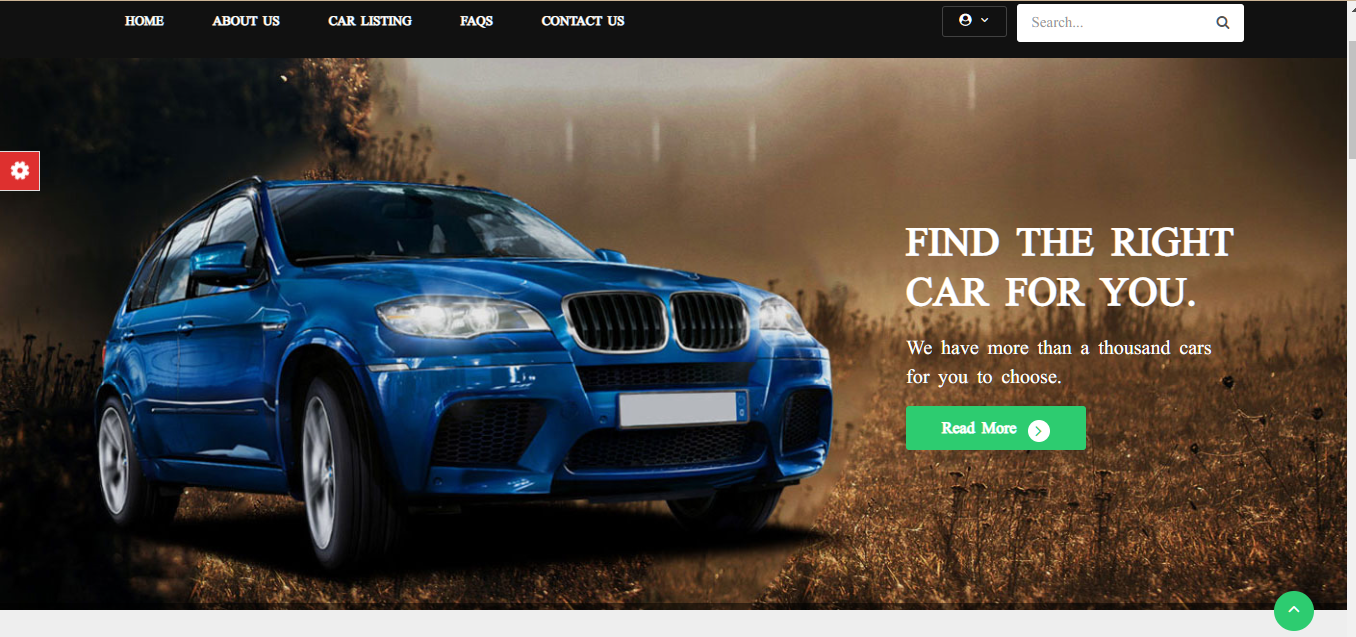 HOME ABOUT US CAR LISTING FAQS CONTACT US Search...
FIND THE RIGHT
CAR FOR YOU.
We have more than a thousand cars
for you to choose.
Read More